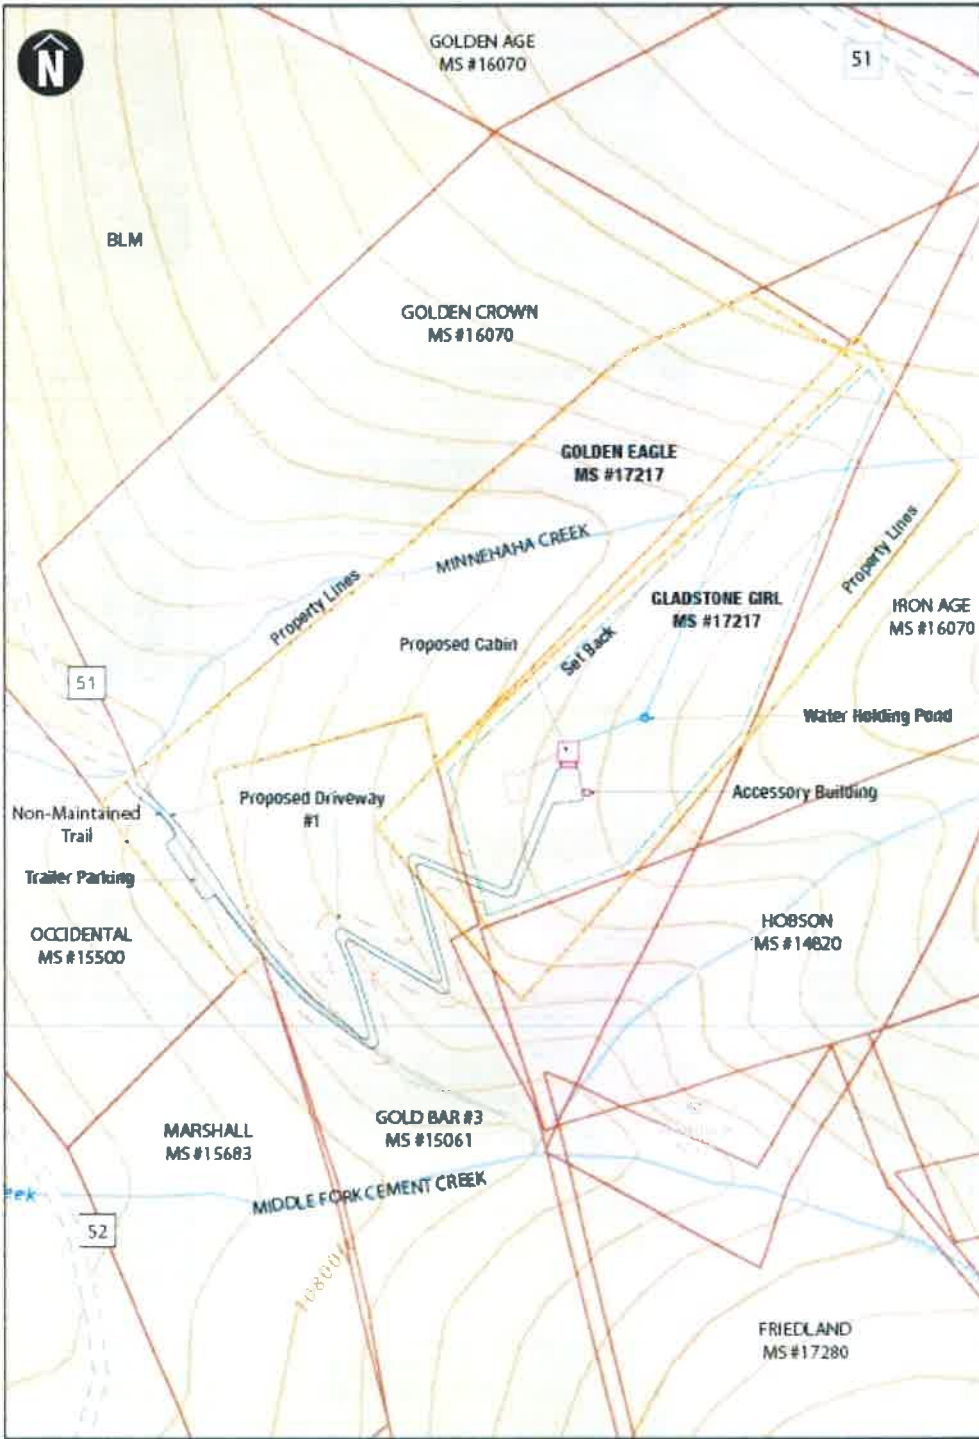 N
GOLDEN AGE
MS #16070
51
BLM
GOLDEN CROWN
MS #16070
GOLDEN EAGLE
MS #17217
MINNEHAHA CREEK
Property Lines
Property Lines
GLADSTONE GIRL
MS #17217
IRON AGE
MS #16070
Proposed Cabin
Set Back
51
Water Holding Pond
Proposed Driveway
#1
Accessory Building
Non-Maintained
Trail
Trailer Parking
OCCIDENTAL
MS #15500
HOBSON
MS #14820
MARSHALL
MS #15683
GOLD BAR #3
MS #15061
MIDDLE FORK CEMENT CREEK
eek
52
FRIEDLAND
MS #17280